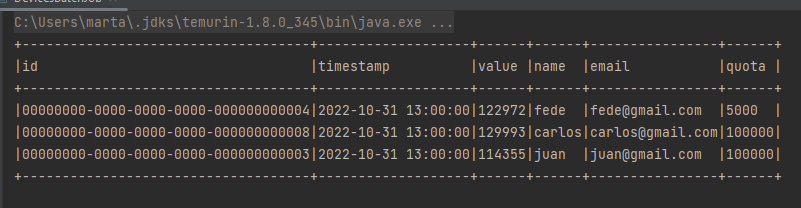 C:\Users\marta\.jdks\temurin-1.8.0_345\bin\java.exe ...
+------------------------------------+-------------------+------+------+----------------+------+
|id                                  |timestamp          |value |name  |email           |quota |
+------------------------------------+-------------------+------+------+----------------+------+
|00000000-0000-0000-0000-000000000004|2022-10-31 13:00:00|122972|fede  |fede@gmail.com  |5000  |
|00000000-0000-0000-0000-000000000008|2022-10-31 13:00:00|129993|carlos|carlos@gmail.com|100000|
|00000000-0000-0000-0000-000000000003|2022-10-31 13:00:00|114355|juan  |juan@gmail.com  |100000|
+------------------------------------+-------------------+------+------+----------------+------+